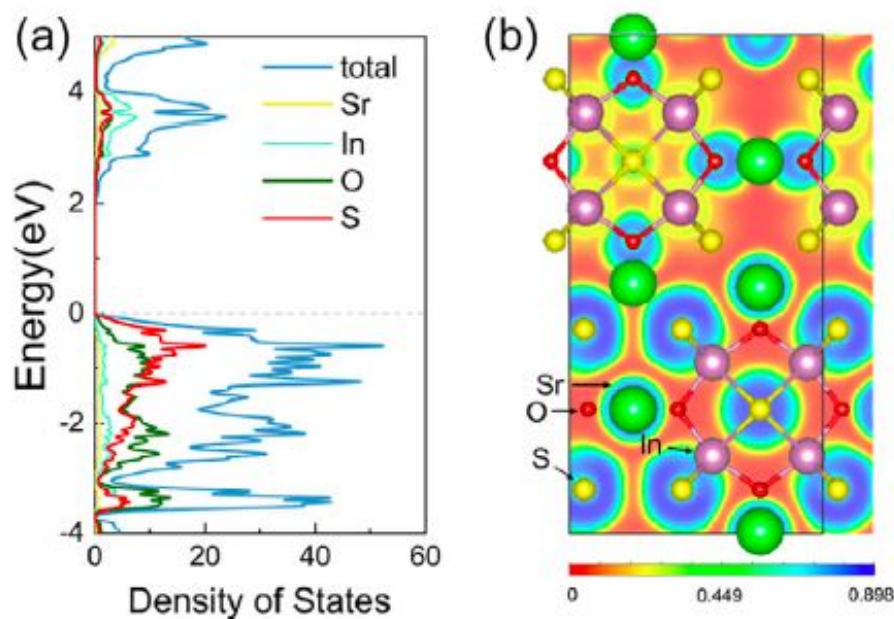 (a)
Energy(eV)
4
2
0
-2
-4
total
Sr
In
O
S
0
20
40
60
Density of States
(b)
Sr
O
In
S
0
0.449
0.898